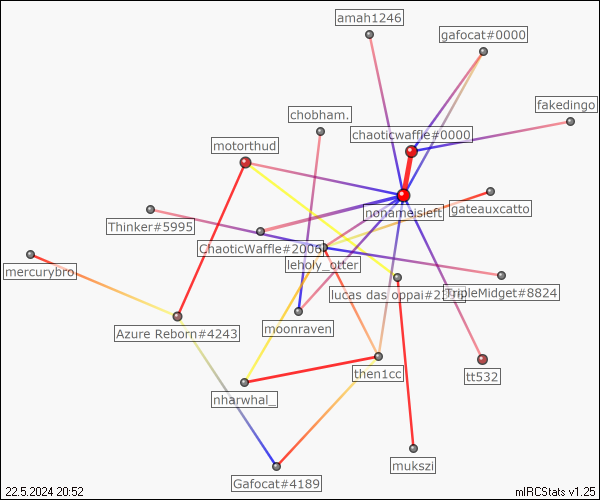 amah1246
gafocat#0000
fakedingo
chobham.
chaoticwaffle#0000
motorthud
nonameisleft
gateauxcatto
Thinker#5995
ChaoticWaffle#2006
leholy_otter
mercurybro
lucas das oppai#
TripleMidget#8824
Azure Reborn#4243
moonraven
then1cc
tt532
nharwhal_
Gafocat#4189
mukszi
22.5.2024 20:52
mIRCStats v1.25